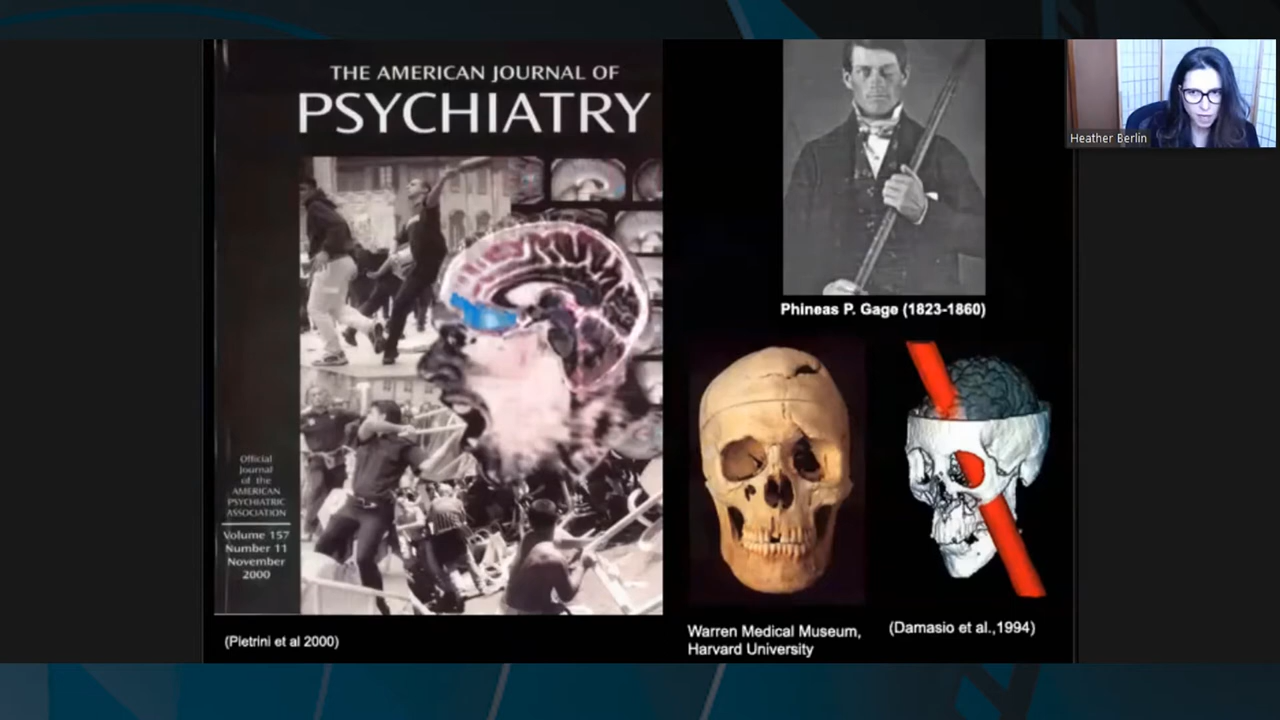 THE AMERICAN JOURNAL OF
PSYCHIATRY
Official
Journal
of the
AMERICAN
PSYCHIATRIC
ASSOCIATION
Volume 157
Number 11
November
2000
(Pietrini et al 2000)
Phineas P. Gage (1823-1860)
Warren Medical Museum,
Harvard University
(Damasio et al.,1994)
Heather Berlin